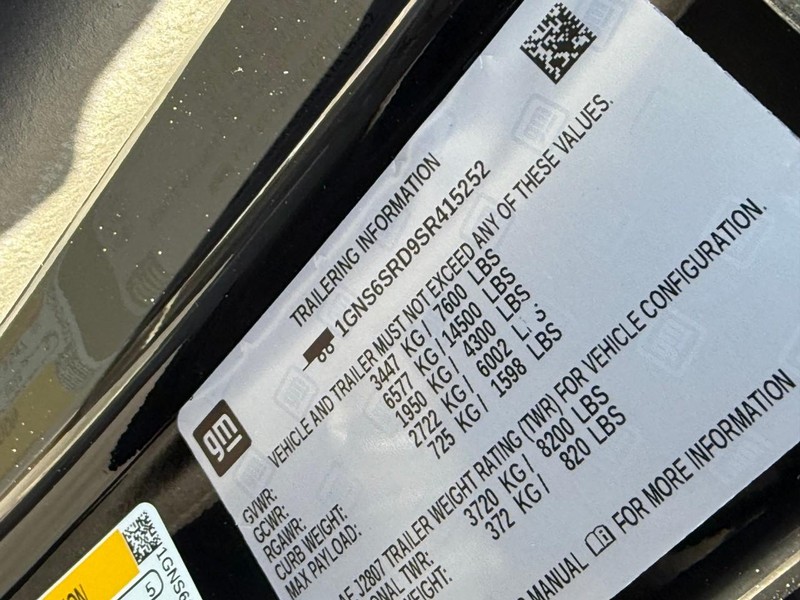 TRAILERING INFORMATION
1GNS6SRD9SR415252
VEHICLE AND TRAILER MUST NOT EXCEED ANY OF THESE VALUES.
GVWR: 3447 KG / 7600 LBS
GCWR: 6577 KG / 14500 LBS
RGAWR: 1950 KG / 4300 LBS
CURB WEIGHT: 2722 KG / 6002
MAX PAYLOAD: 725 KG / 1598 LBS
J2807 TRAILER WEIGHT RATING (TWR) FOR VEHICLE CONFIGURATION.
TWR: 3720 KG / 8200 LBS
372 KG / 820 LBS
MANUAL FOR MORE INFORMATION
gm
1GNS6
5